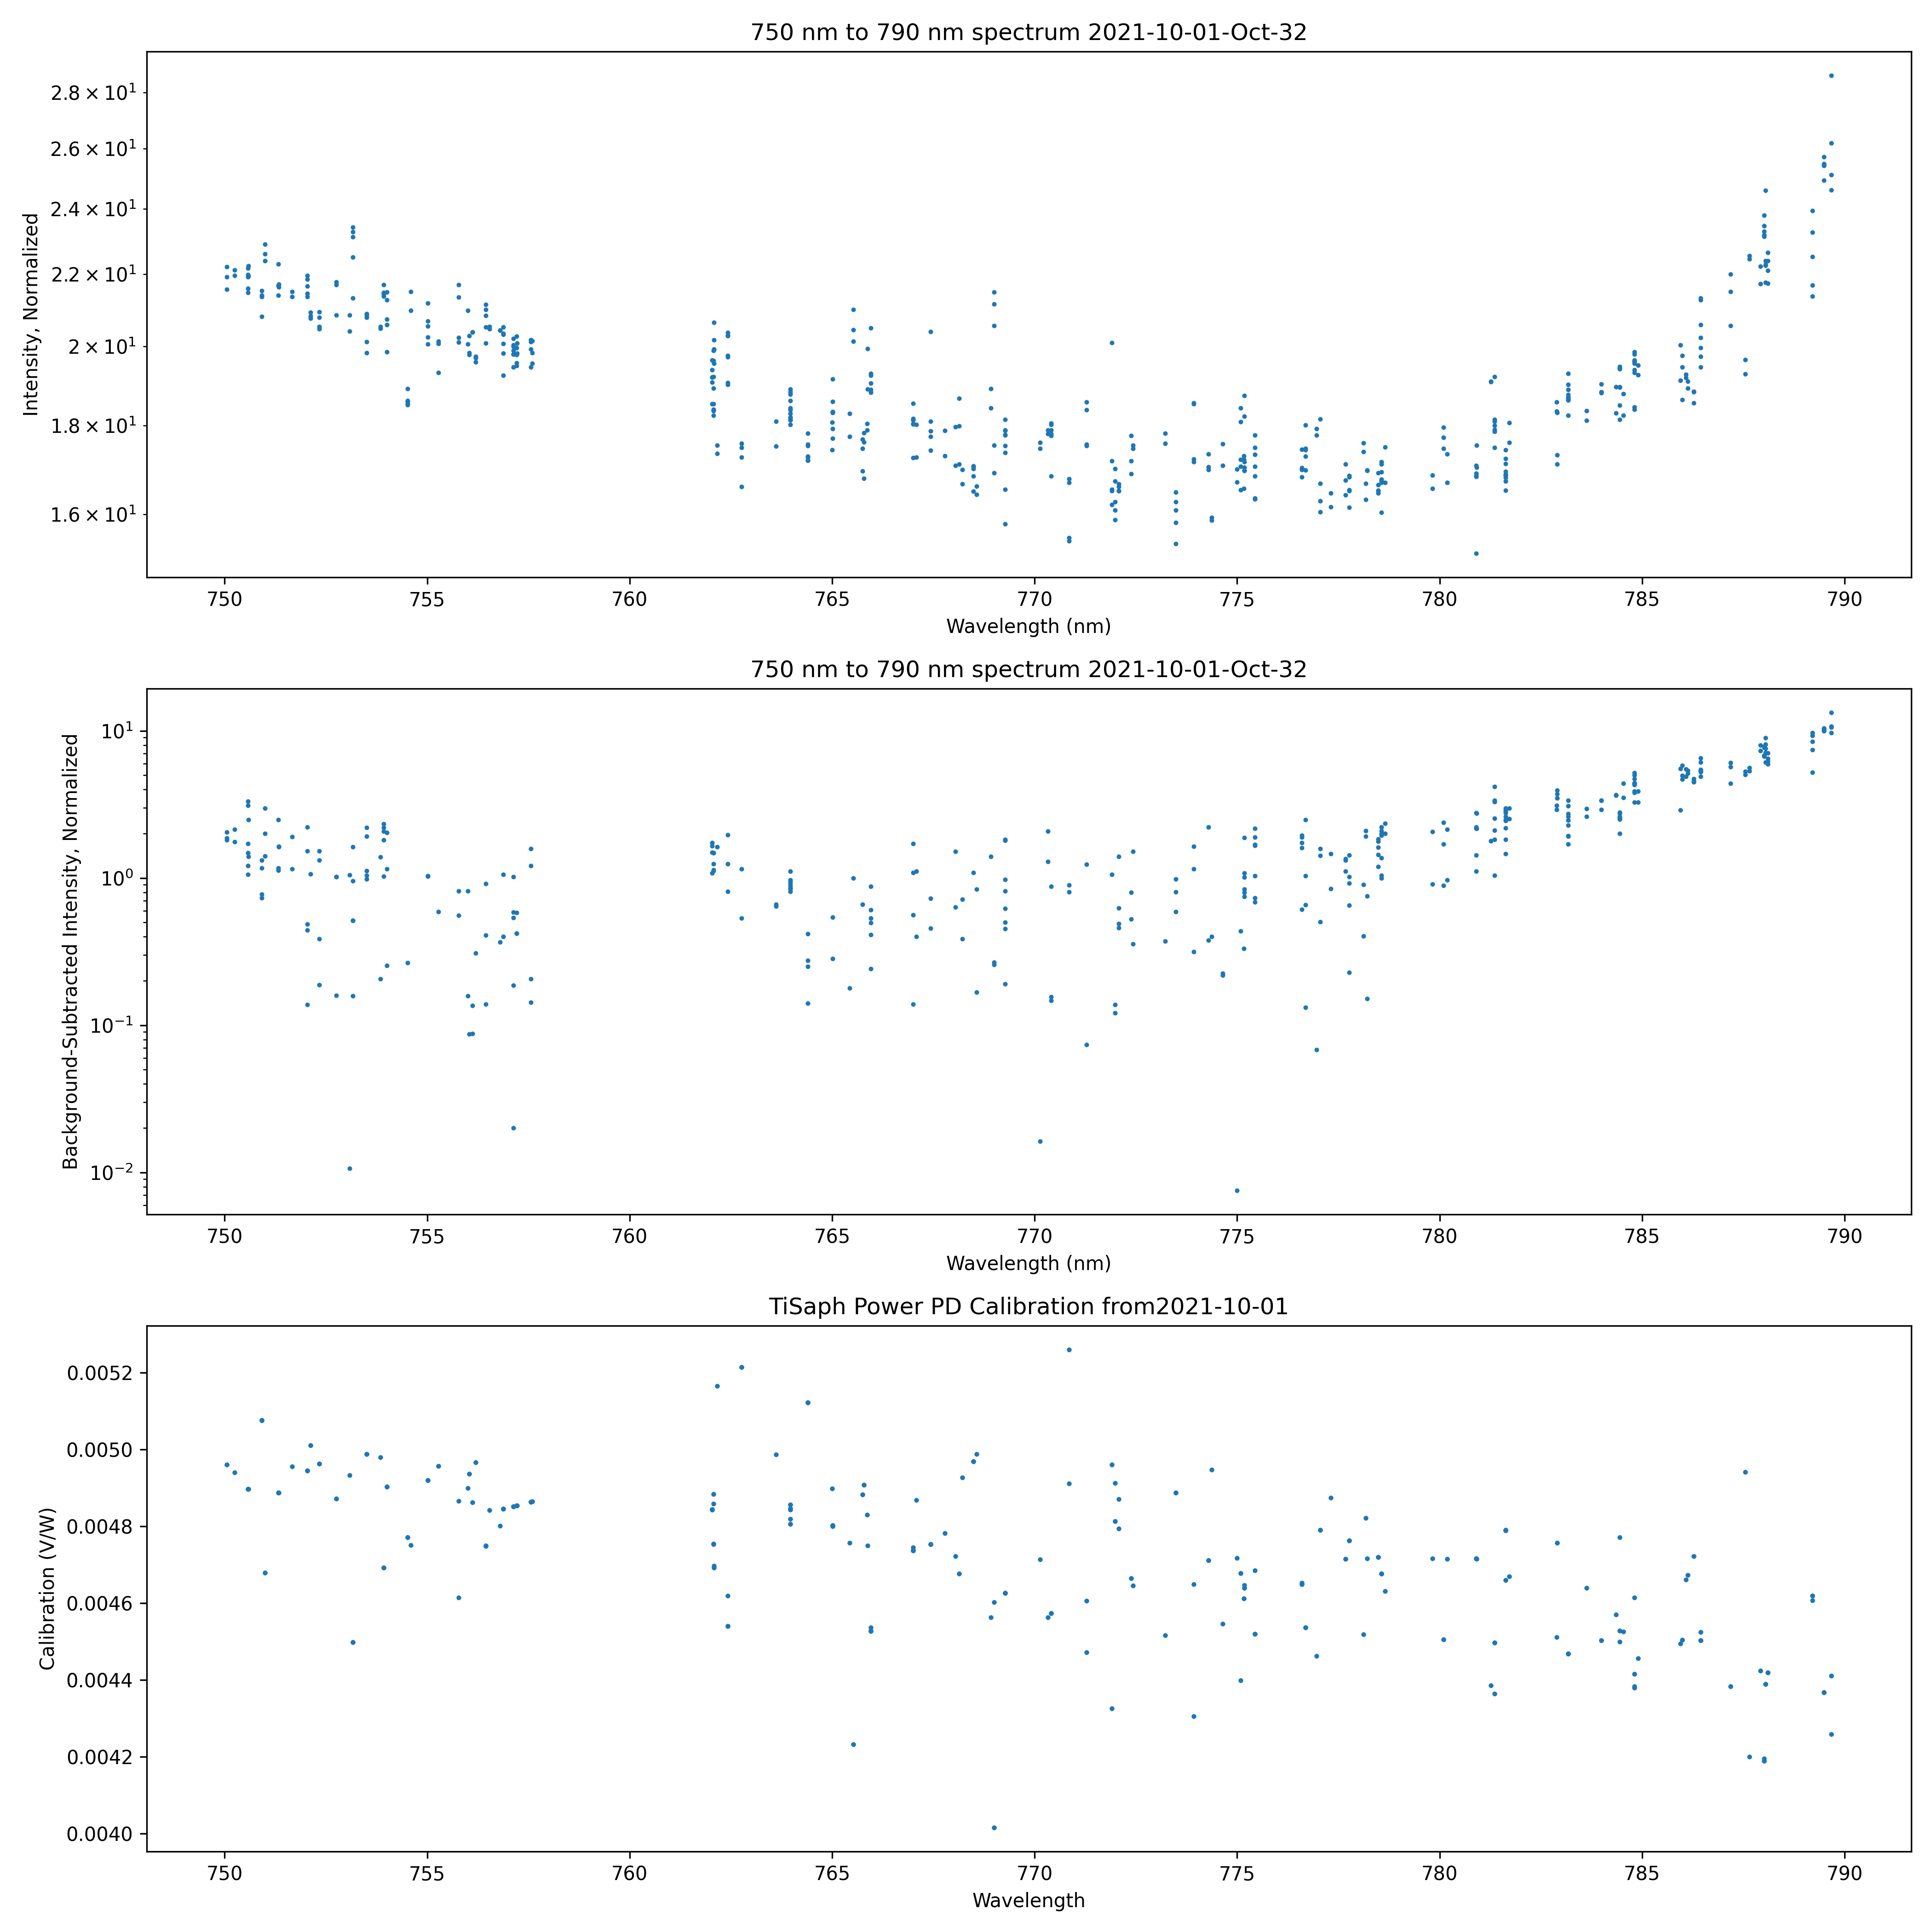 750 nm to 790 nm spectrum 2021-10-01-Oct-32
Intensity, Normalized
2.8 × 10¹
2.6 × 10¹
2.4 × 10¹
2.2 × 10¹
2 × 10¹
1.8 × 10¹
1.6 × 10¹
750 755 760 765 770 775 780 785 790
Wavelength (nm)
750 nm to 790 nm spectrum 2021-10-01-Oct-32
Background-Subtracted Intensity, Normalized
10¹
10⁰
10⁻¹
10⁻²
750 755 760 765 770 775 780 785 790
Wavelength (nm)
TiSaph Power PD Calibration from2021-10-01
Calibration (V/W)
0.0052
0.0050
0.0048
0.0046
0.0044
0.0042
0.0040
750 755 760 765 770 775 780 785 790
Wavelength